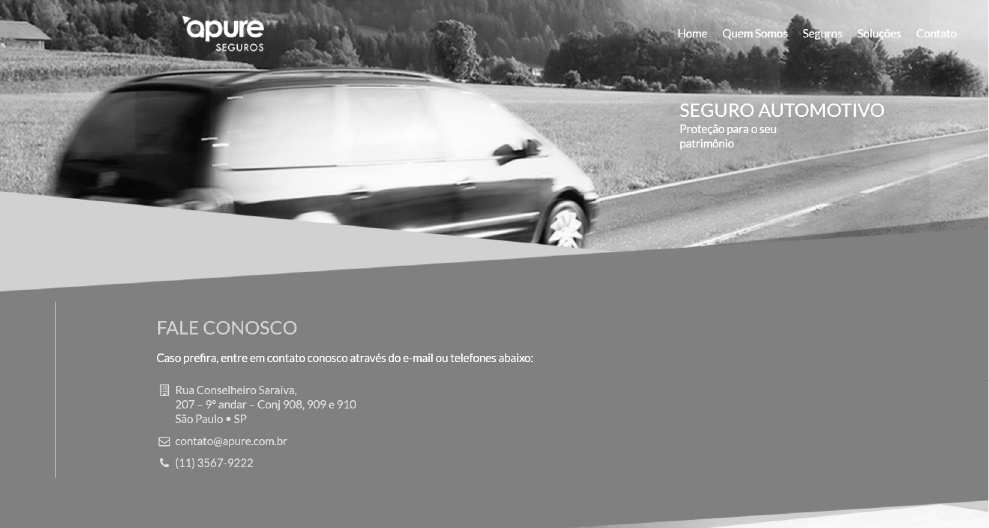 apure
SEGUROS
Home Quem Somos Seguros Soluções Contato
SEGURO AUTOMOTIVO
Proteção para o seu
patrimônio
FALE CONOSCO
Caso prefira, entre em contato conosco através do e-mail ou telefones abaixo:
Rua Conselheiro Saraiva,
207 – 9º andar – Conj 908, 909 e 910
São Paulo • SP
contato@apure.com.br
(11) 3567-9222